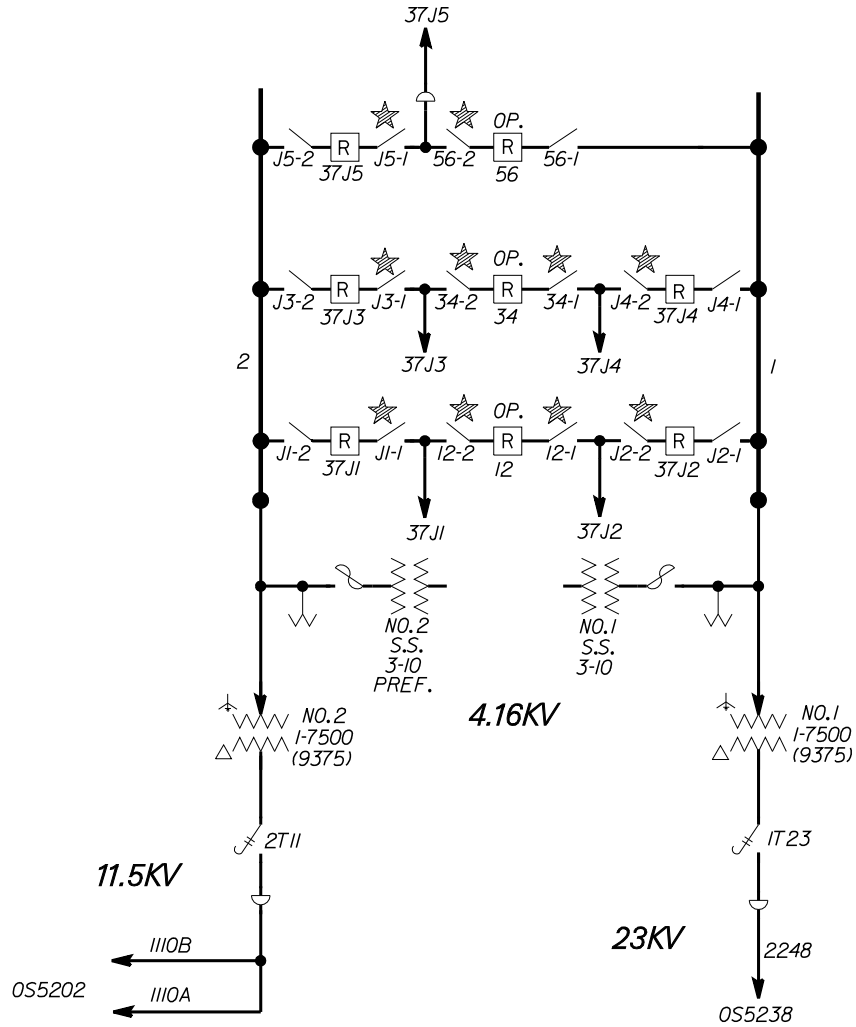 37J5
OP.
R
R
J5-2
37J5
J5-1
56-2
56
56-1
OP.
R
R
R
J3-2
37J3
J3-1
34-2
34
34-1
J4-2
37J4
J4-1
37J3
37J4
2
1
OP.
R
R
R
J1-2
37J1
J1-1
12-2
12
12-1
J2-2
37J2
J2-1
37J1
37J2
NO.2
S.S.
3-10
PREF.
NO.1
S.S.
3-10
4.16KV
NO.2
1-7500
(9375)
NO.1
1-7500
(9375)
2T11
1T23
11.5KV
23KV
1110B
2248
OS5202
1110A
OS5238